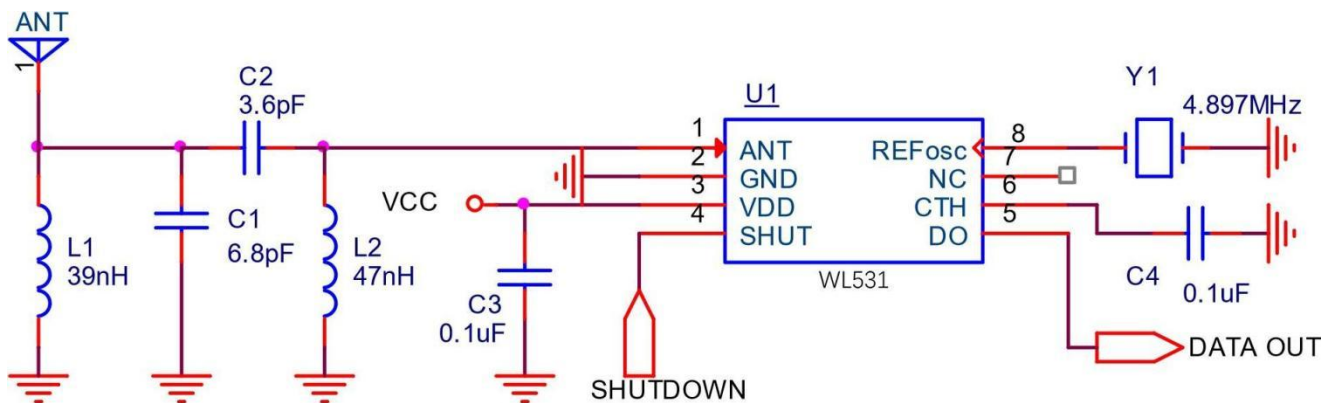 ANT
1
C2
3.6pF
L1
39nH
C1
6.8pF
L2
47nH
VCC
C3
0.1uF
SHUTDOWN
U1
1
2
3
4
ANT
GND
VDD
SHUT
REFosc
NC
CTH
DO
8
7
6
5
WL531
Y1
4.897MHz
C4
0.1uF
DATA OUT